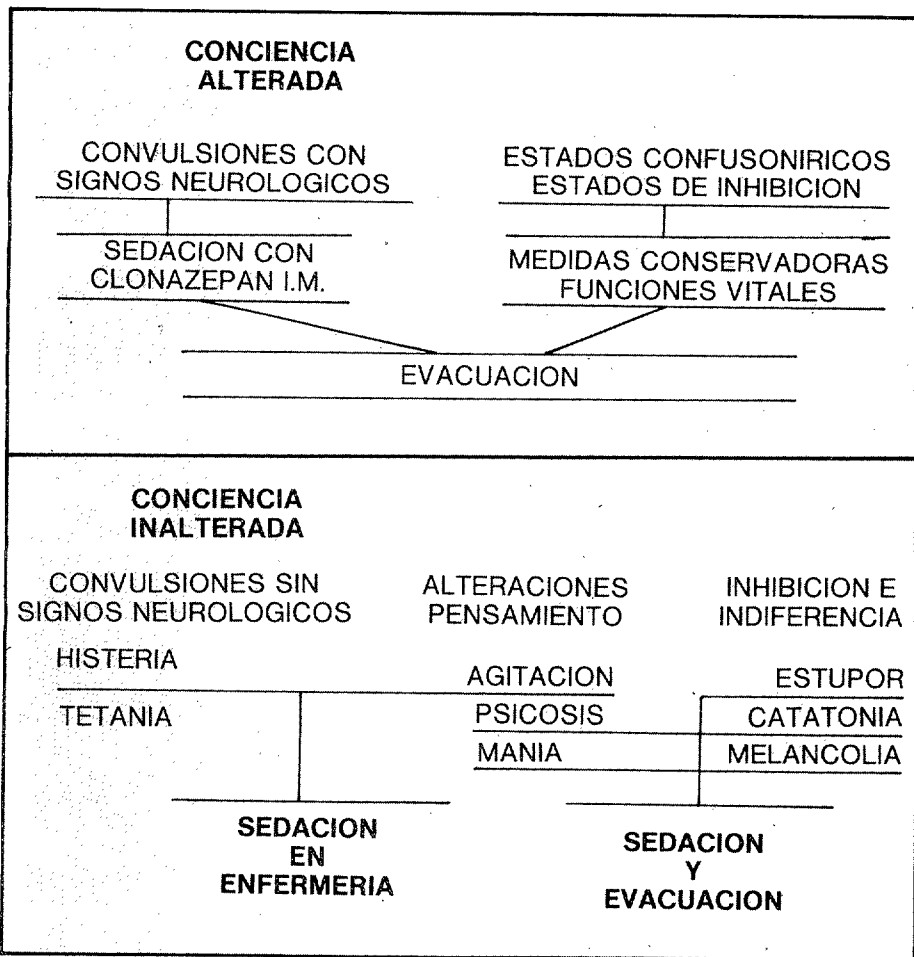 CONCIENCIA
ALTERADA
CONVULSIONES CON
SIGNOS NEUROLOGICOS
ESTADOS CONFUSONIRICOS
ESTADOS DE INHIBICION
SEDACION CON
CLONAZEPAN I.M.
MEDIDAS CONSERVADORAS
FUNCIONES VITALES
EVACUACION
CONCIENCIA
INALTERADA
CONVULSIONES SIN
SIGNOS NEUROLOGICOS
ALTERACIONES
PENSAMIENTO
INHIBICION E
INDIFERENCIA
HISTERIA
TETANIA
AGITACION
PSICOSIS
MANIA
ESTUPOR
CATATONIA
MELANCOLIA
SEDACION
EN
ENFERMERIA
SEDACION
Y
EVACUACION